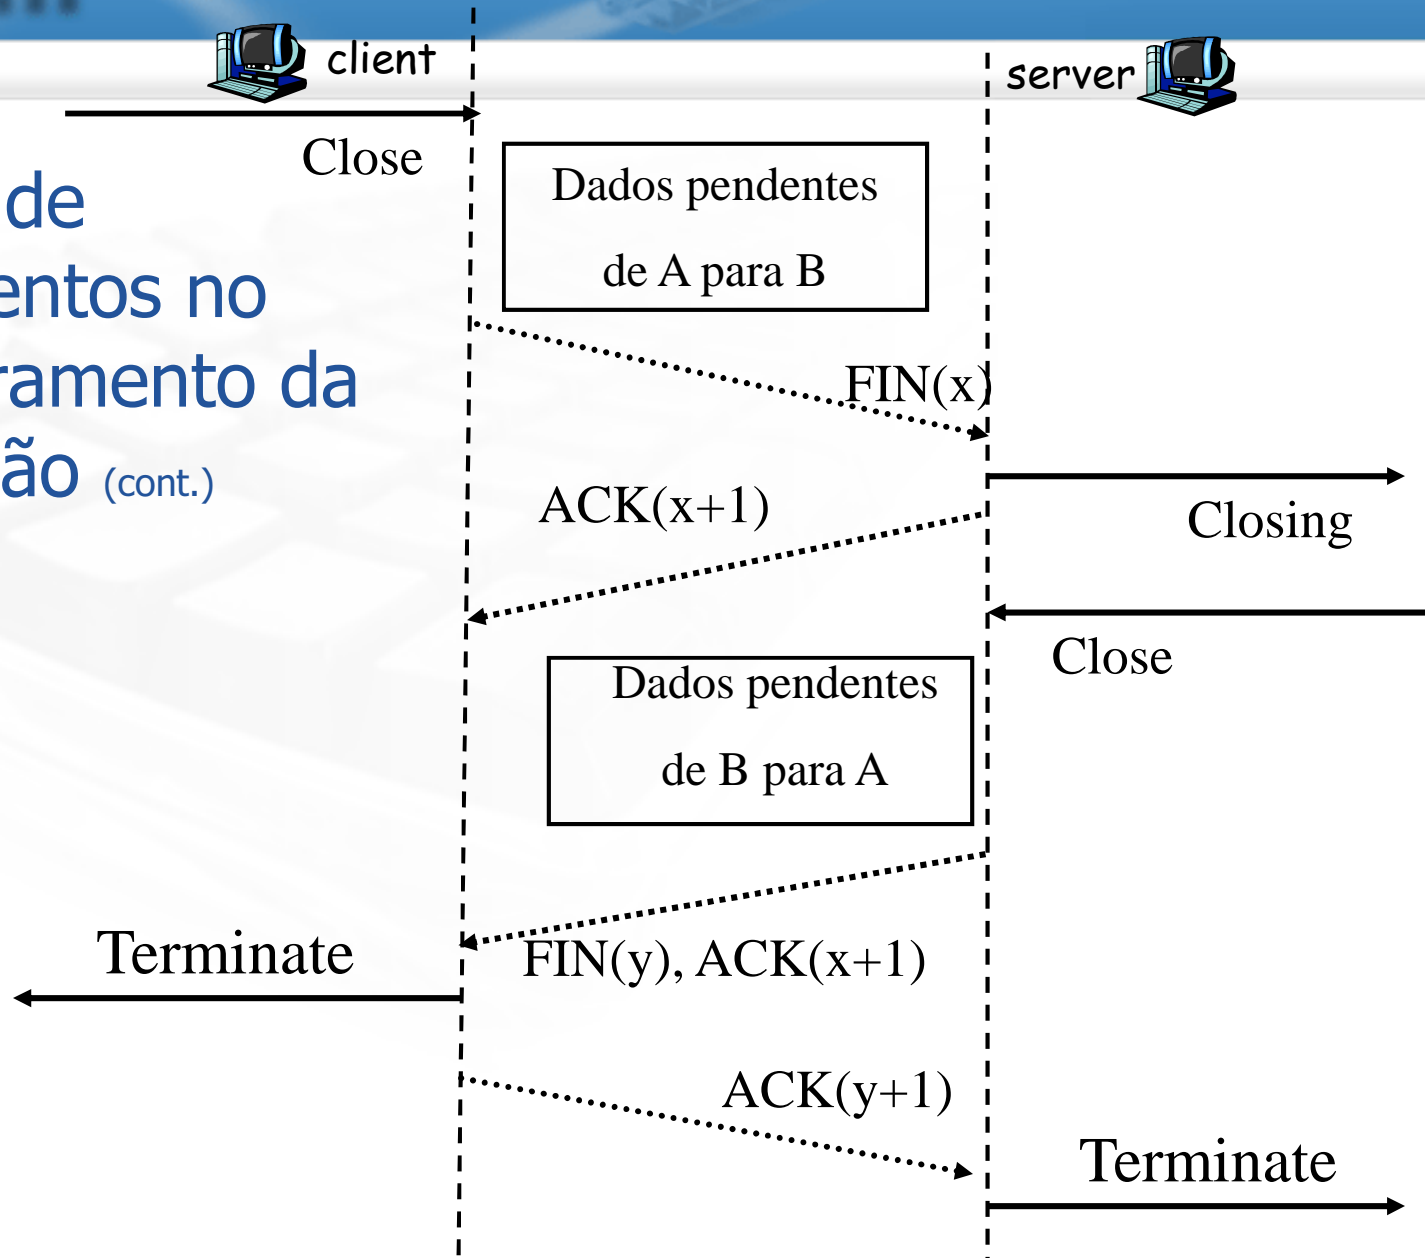 client
server
Close
de
entos no
ramento da
ão (cont.)
Dados pendentes
de A para B
FIN(x)
ACK(x+1)
Closing
Close
Dados pendentes
de B para A
Terminate
FIN(y), ACK(x+1)
ACK(y+1)
Terminate